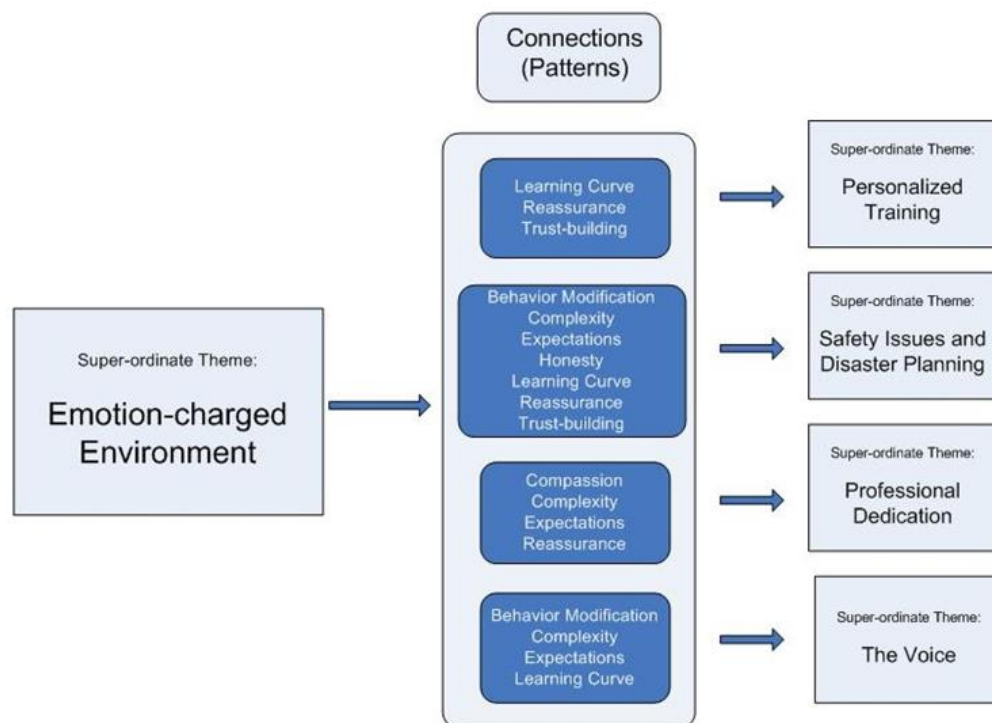 Connections
(Patterns)
Super-ordinate Theme:
Emotion-charged
Environment
Learning Curve
Reassurance
Trust-building
Super-ordinate Theme:
Personalized
Training
Behavior Modification
Complexity
Expectations
Honesty
Learning Curve
Reassurance
Trust-building
Super-ordinate Theme:
Safety Issues and
Disaster Planning
Compassion
Complexity
Expectations
Reassurance
Super-ordinate Theme:
Professional
Dedication
Behavior Modification
Complexity
Expectations
Learning Curve
Super-ordinate Theme:
The Voice